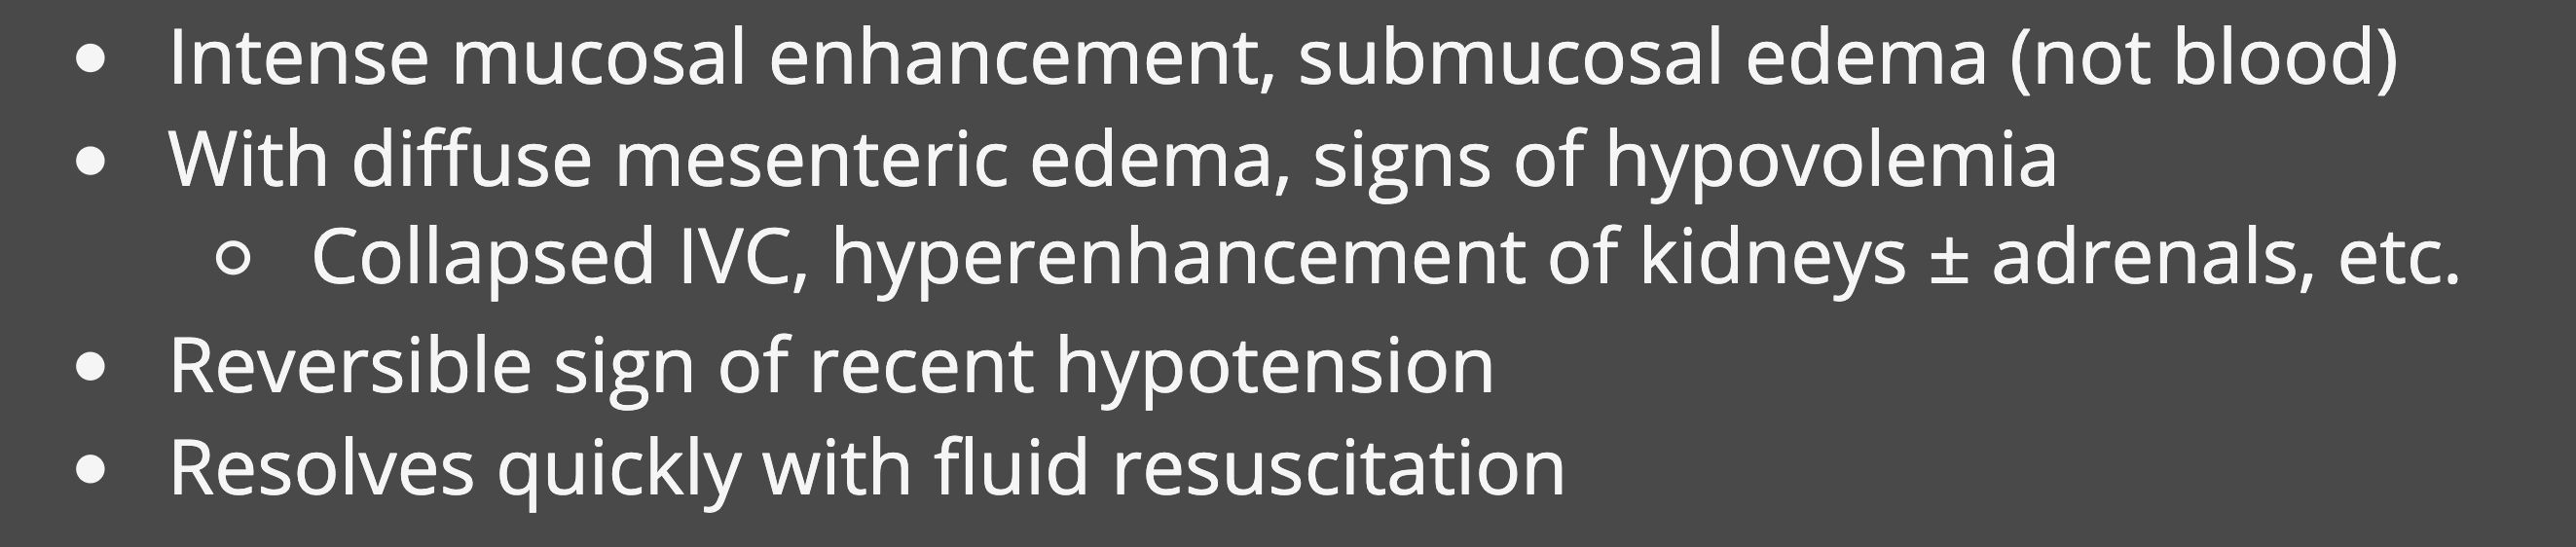 • Intense mucosal enhancement, submucosal edema (not blood)
• With diffuse mesenteric edema, signs of hypovolemia
○ Collapsed IVC, hyperenhancement of kidneys ± adrenals, etc.
• Reversible sign of recent hypotension
• Resolves quickly with fluid resuscitation